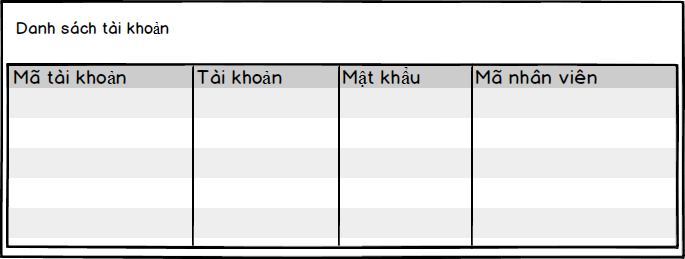 Danh sách tài khoản
Mã tài khoản Tài khoản Mật khẩu Mã nhân viên